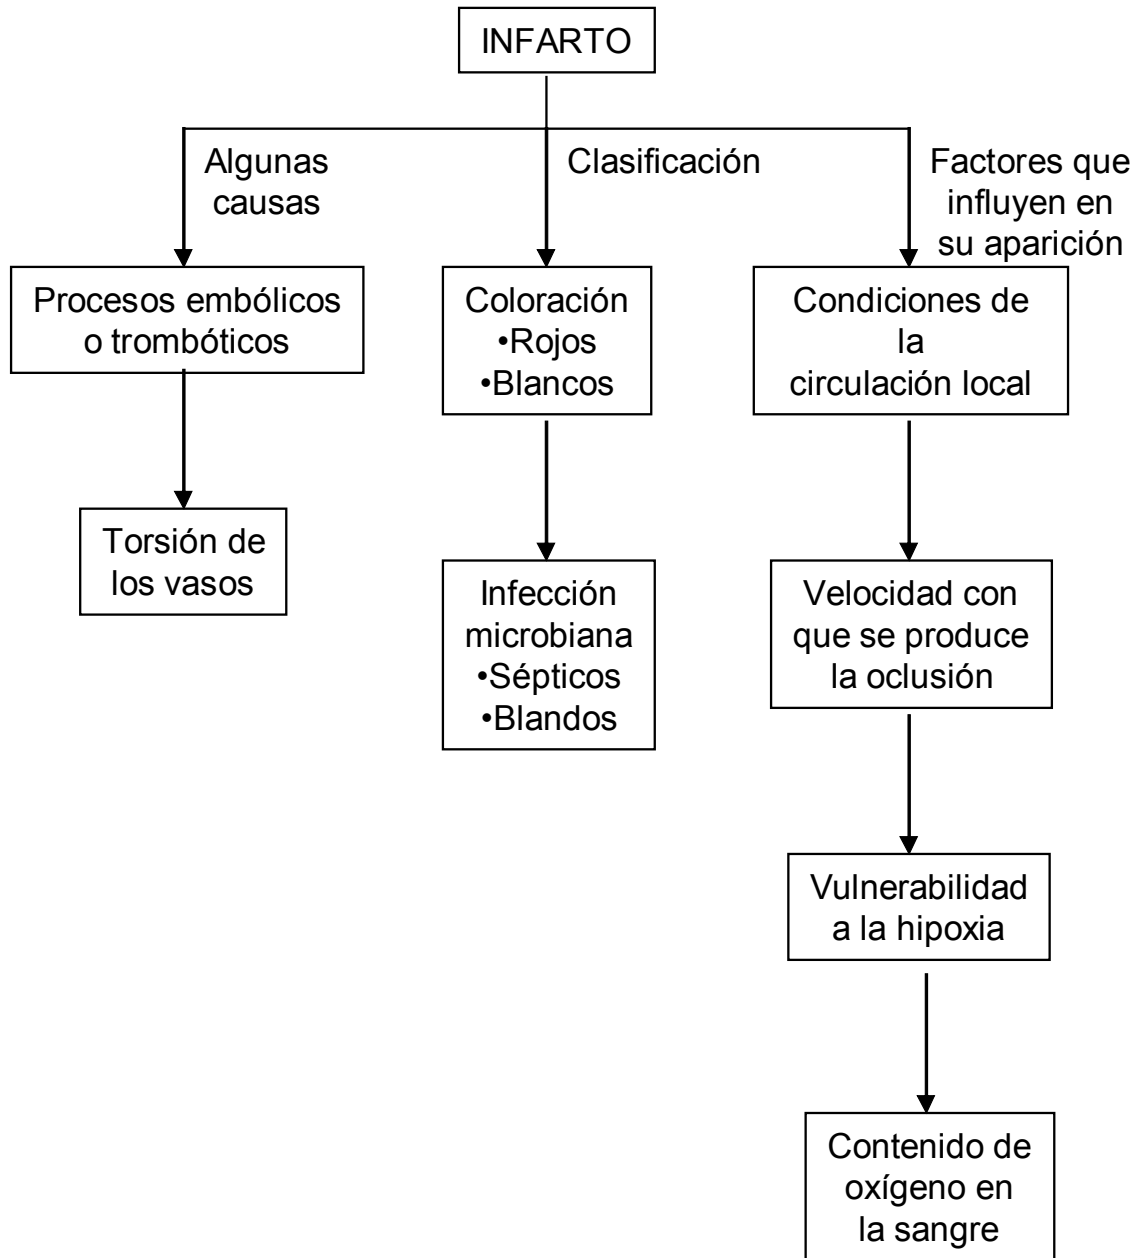 INFARTO
Algunas
causas
Clasificación
Factores que
influyen en
su aparición
Procesos embólicos
o trombóticos
Coloración
•Rojos
•Blancos
Condiciones de
la
circulación local
Torsión de
los vasos
Infección
microbiana
•Sépticos
•Blandos
Velocidad con
que se produce
la oclusión
Vulnerabilidad
a la hipoxia
Contenido de
oxígeno en
la sangre